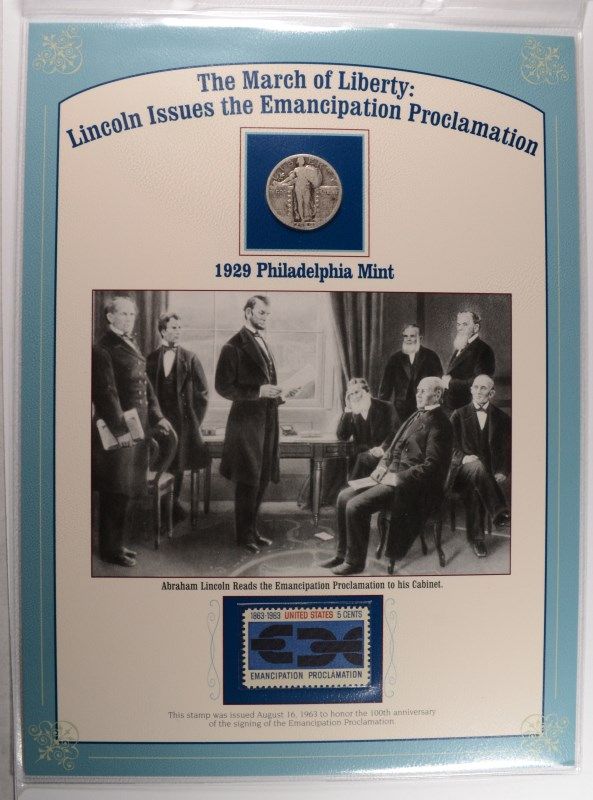 The March of Liberty:
Lincoln Issues the Emancipation Proclamation
1929 Philadelphia Mint
Abraham Lincoln Reads the Emancipation Proclamation to his Cabinet.
1863-1963 UNITED STATES 5 CENTS
EMANCIPATION PROCLAMATION
This stamp was issued August 16, 1963 to honor the 100th anniversary
of the signing of the Emancipation Proclamation.